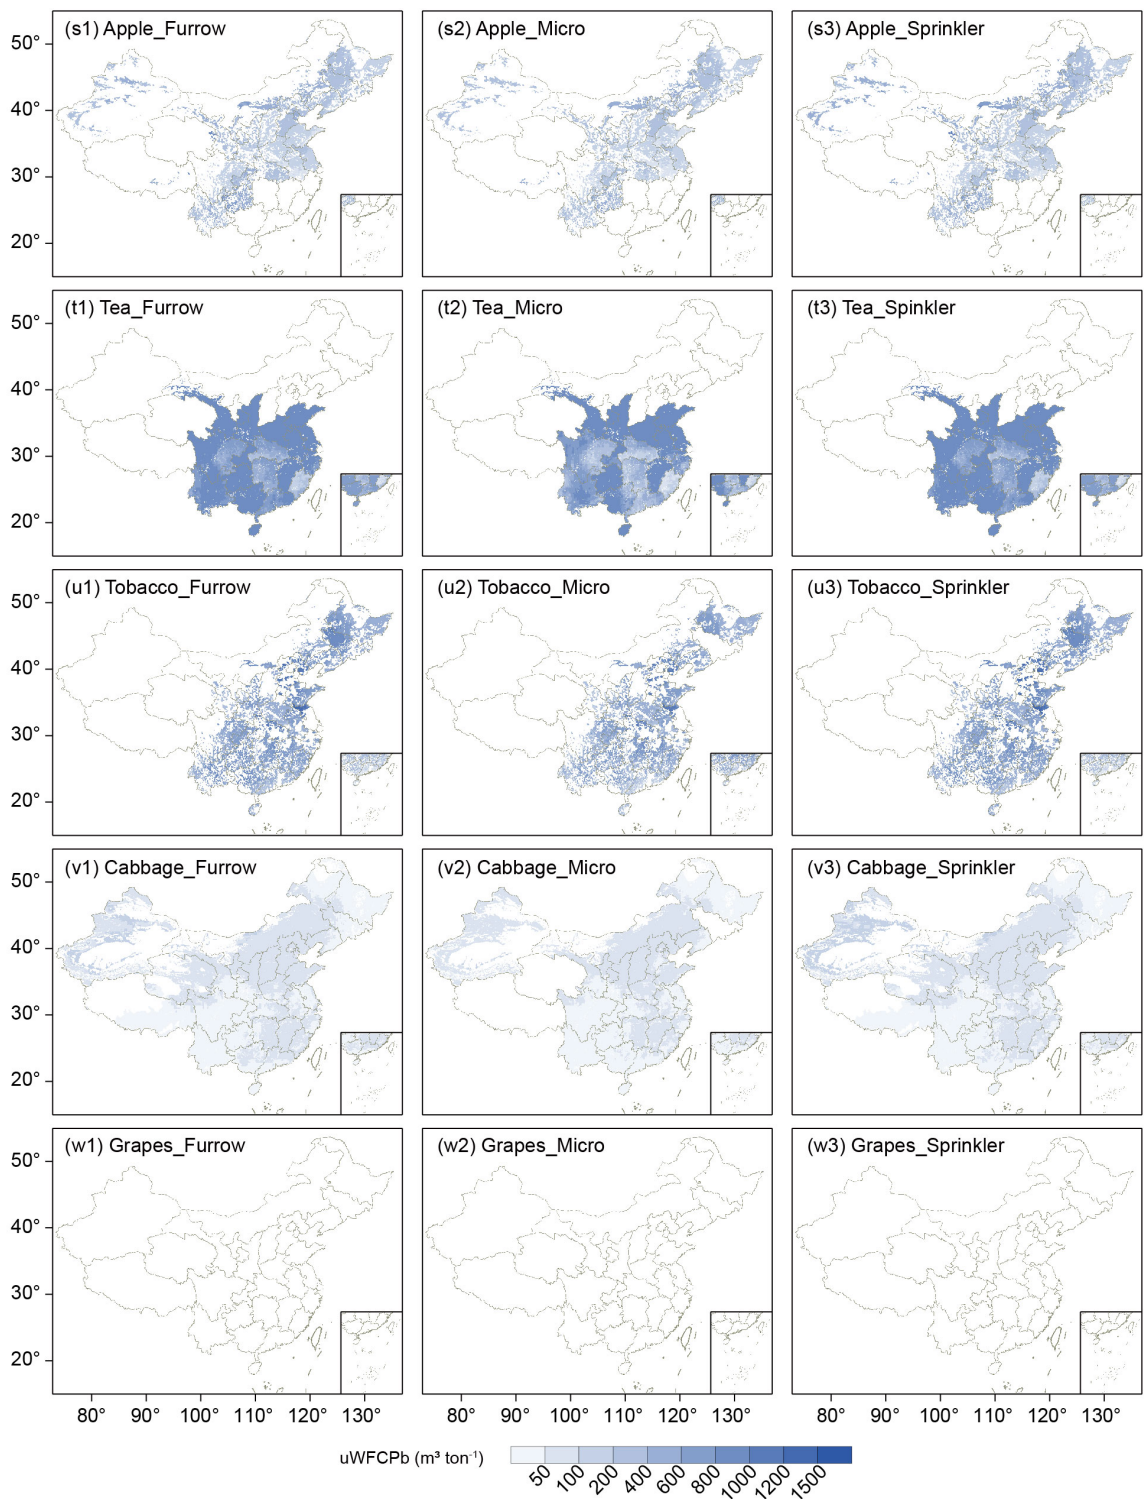 (s1) Apple_Furrow (s2) Apple_Micro (s3) Apple_Sprinkler
50°
40°
30°
20°
(t1) Tea_Furrow (t2) Tea_Micro (t3) Tea_Spinkler
50°
40°
30°
20°
(u1) Tobacco_Furrow (u2) Tobacco_Micro (u3) Tobacco_Sprinkler
50°
40°
30°
20°
(v1) Cabbage_Furrow (v2) Cabbage_Micro (v3) Cabbage_Sprinkler
50°
40°
30°
20°
(w1) Grapes_Furrow (w2) Grapes_Micro (w3) Grapes_Sprinkler
50°
40°
30°
20°
80° 90° 100° 110° 120° 130° 80° 90° 100° 110° 120° 130° 80° 90° 100° 110° 120° 130°
uWFCPb (m³ ton⁻¹)
50 100 200 400 600 800 1000 1200 1500